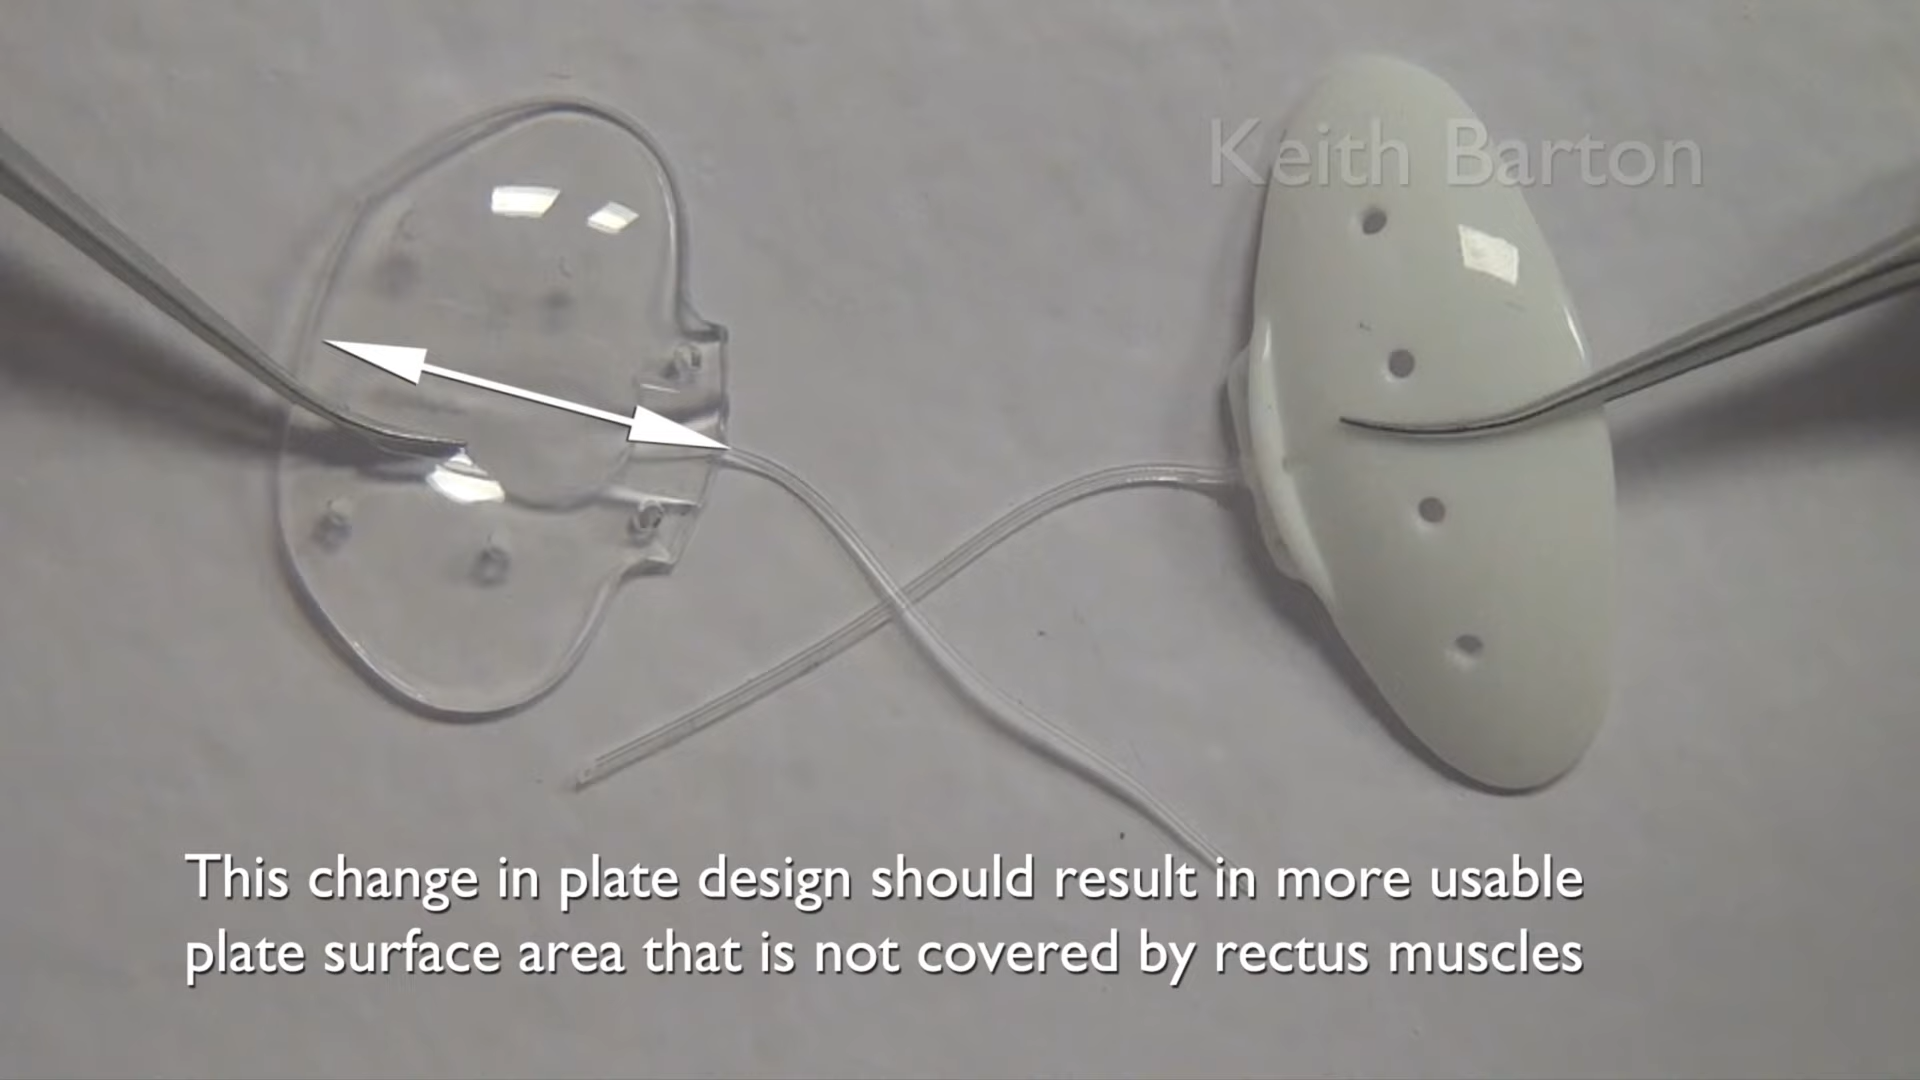 Keith Barton
This change in plate design should result in more usable
plate surface area that is not covered by rectus muscles